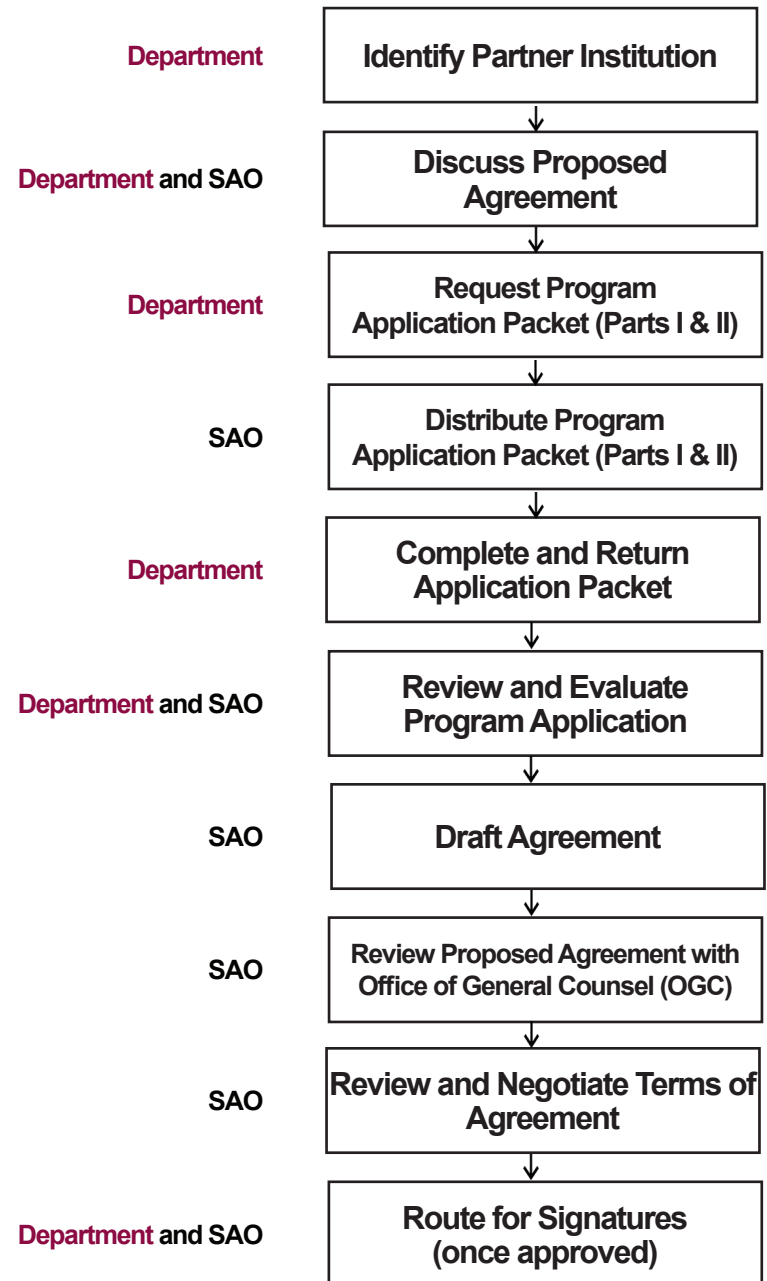 Department
Identify Partner Institution
Department and SAO
Discuss Proposed
Agreement
Department
Request Program
Application Packet (Parts I & II)
SAO
Distribute Program
Application Packet (Parts I & II)
Department
Complete and Return
Application Packet
Department and SAO
Review and Evaluate
Program Application
SAO
Draft Agreement
SAO
Review Proposed Agreement with
Office of General Counsel (OGC)
SAO
Review and Negotiate Terms of
Agreement
Department and SAO
Route for Signatures
(once approved)